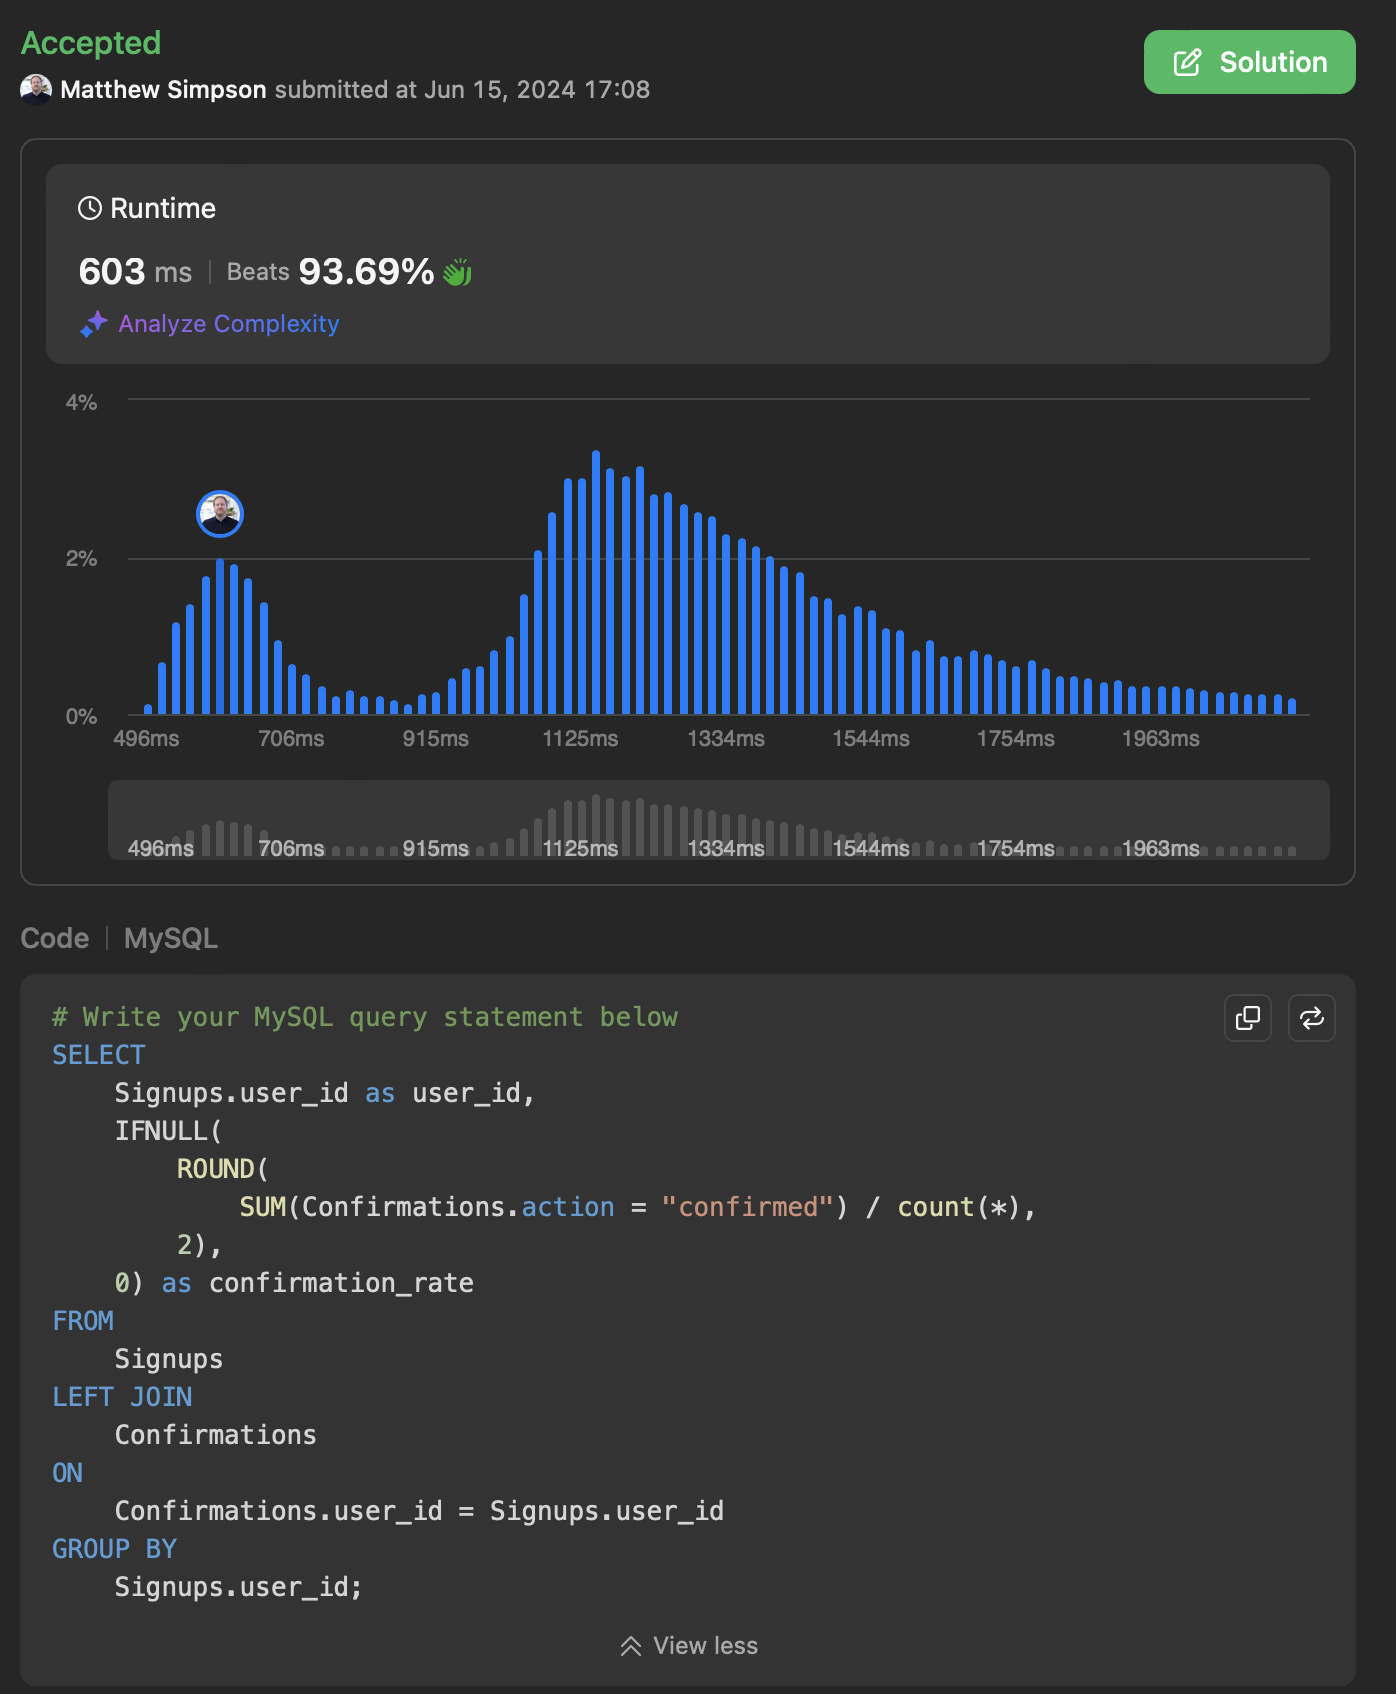 Accepted
Solution
Matthew Simpson submitted at Jun 15, 2024 17:08
Runtime
603 ms Beats 93.69%
Analyze Complexity
4%
2%
0%
496ms 706ms 915ms 1125ms 1334ms 1544ms 1754ms 1963ms
496ms 706ms 915ms 1125ms 1334ms 1544ms 1754ms 1963ms
Code MySQL
# Write your MySQL query statement below
SELECT
    Signups.user_id as user_id,
    IFNULL(
        ROUND(
            SUM(Confirmations.action = "confirmed") / count(*),
        2),
    0) as confirmation_rate
FROM
    Signups
LEFT JOIN
    Confirmations
ON
    Confirmations.user_id = Signups.user_id
GROUP BY
    Signups.user_id;
View less